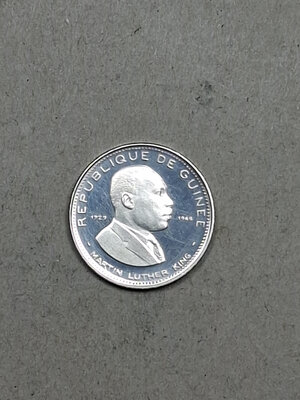 REPUBLIQUE DE GUINEE
1929 1968
- MARTIN LUTHER KING -